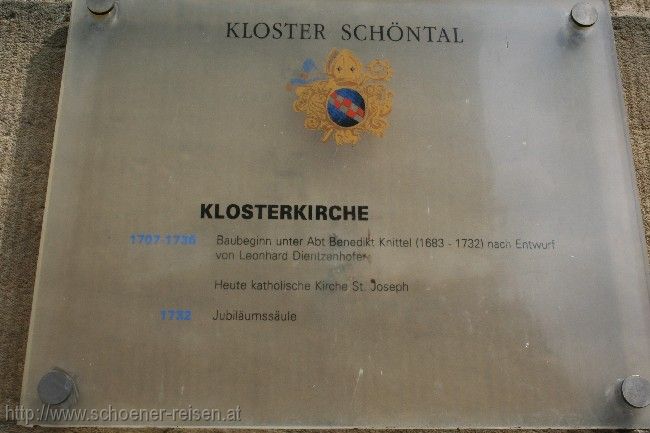 KLOSTER SCHÖNTAL
KLOSTERKIRCHE
1707-1736 Baubeginn unter Abt Benedikt Knittel (1683 - 1732) nach Entwurf
von Leonhard Dientzenhofer
Heute katholische Kirche St. Joseph
1732 Jubiläumssäule
http://www.schoener-reisen.at